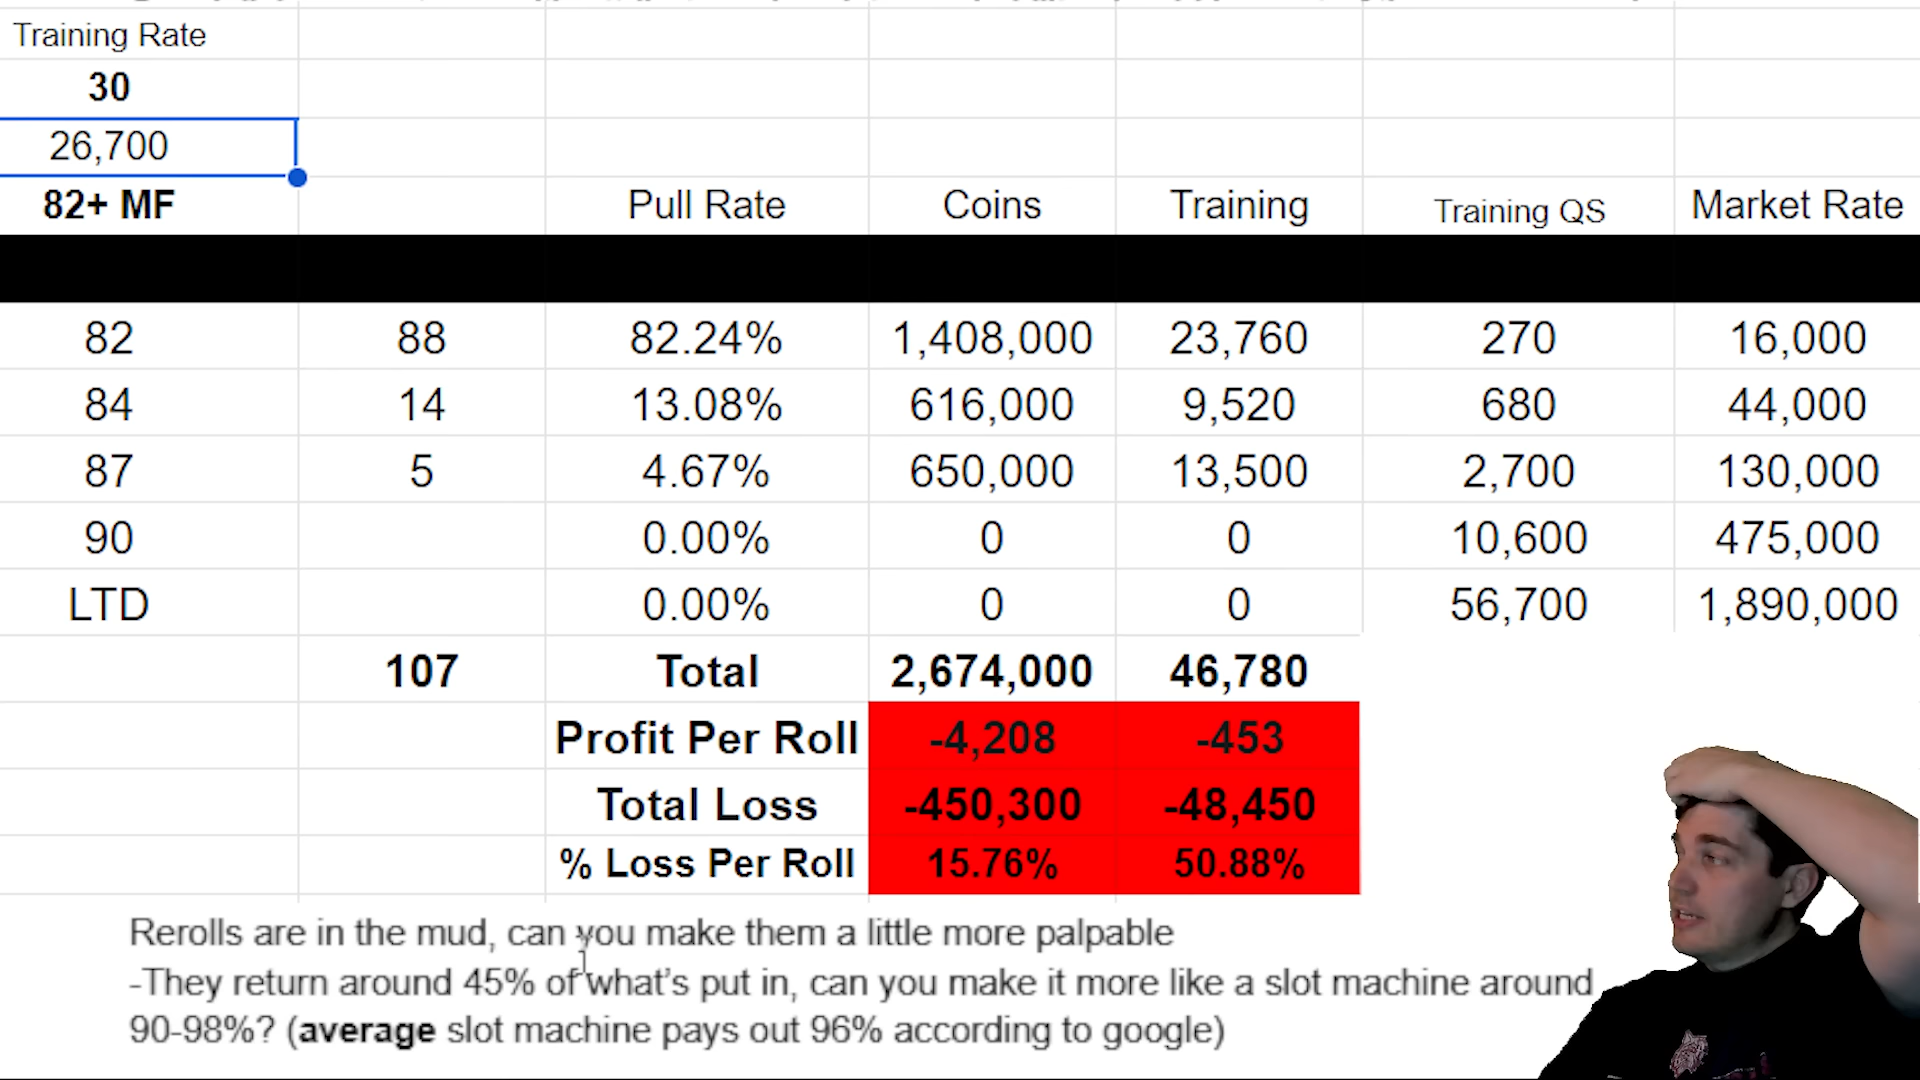 Training Rate
30
26,700
82+ MF Pull Rate Coins Training Training QS Market Rate
82 88 82.24% 1,408,000 23,760 270 16,000
84 14 13.08% 616,000 9,520 680 44,000
87 5 4.67% 650,000 13,500 2,700 130,000
90 0.00% 0 0 10,600 475,000
LTD 0.00% 0 0 56,700 1,890,000
107 Total 2,674,000 46,780
Profit Per Roll -4,208 -453
Total Loss -450,300 -48,450
% Loss Per Roll 15.76% 50.88%
Rerolls are in the mud, can you make them a little more palpable
-They return around 45% of what's put in, can you make it more like a slot machine around
90-98%? (average slot machine pays out 96% according to google)